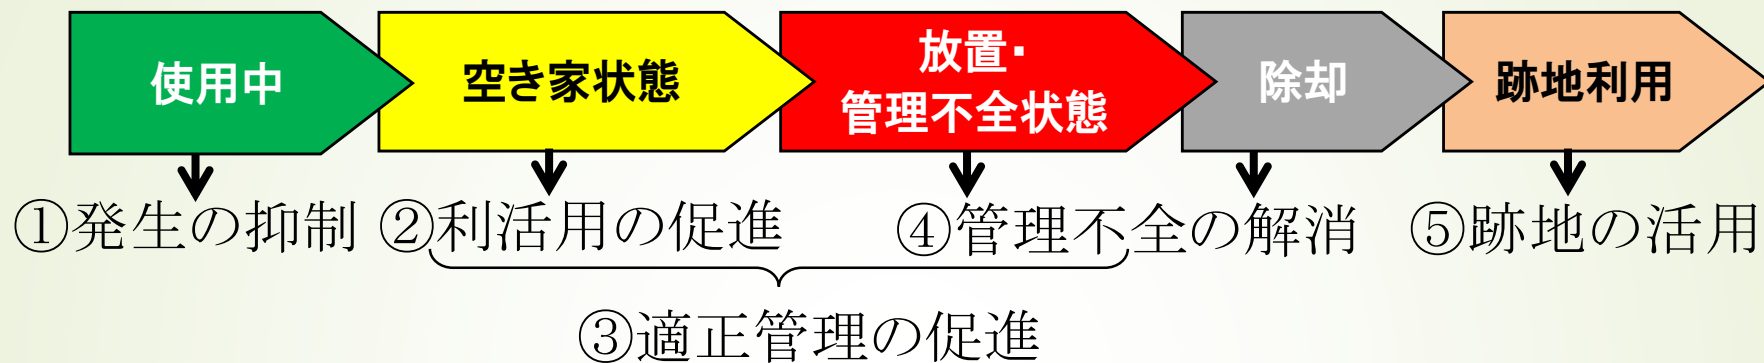 使用中
空き家状態
放置・
管理不全状態
除却
跡地利用
①発生の抑制
②利活用の促進
④管理不全の解消
⑤跡地の活用
③適正管理の促進